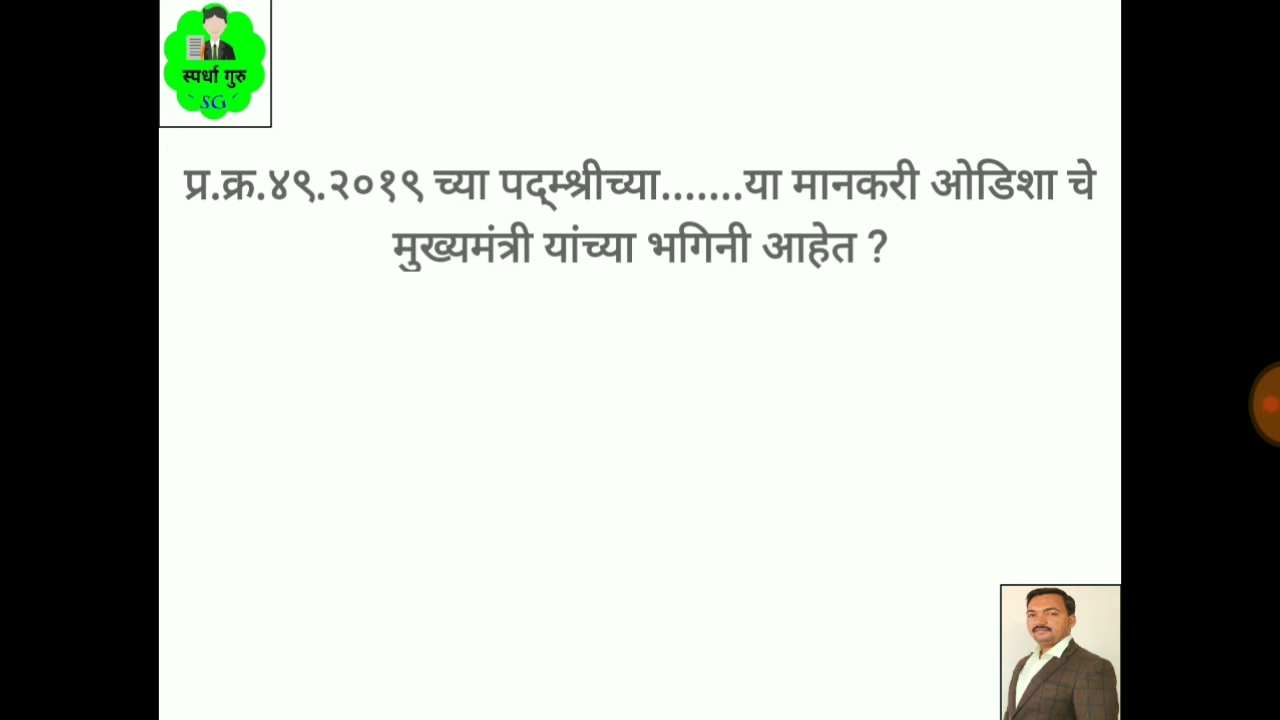 स्पर्धा गुरु
SG
प्र.क्र.४९.२०१९ च्या पद्म्श्रीच्या.......या मानकरी ओडिशा चे
मुख्यमंत्री यांच्या भगिनी आहेत ?